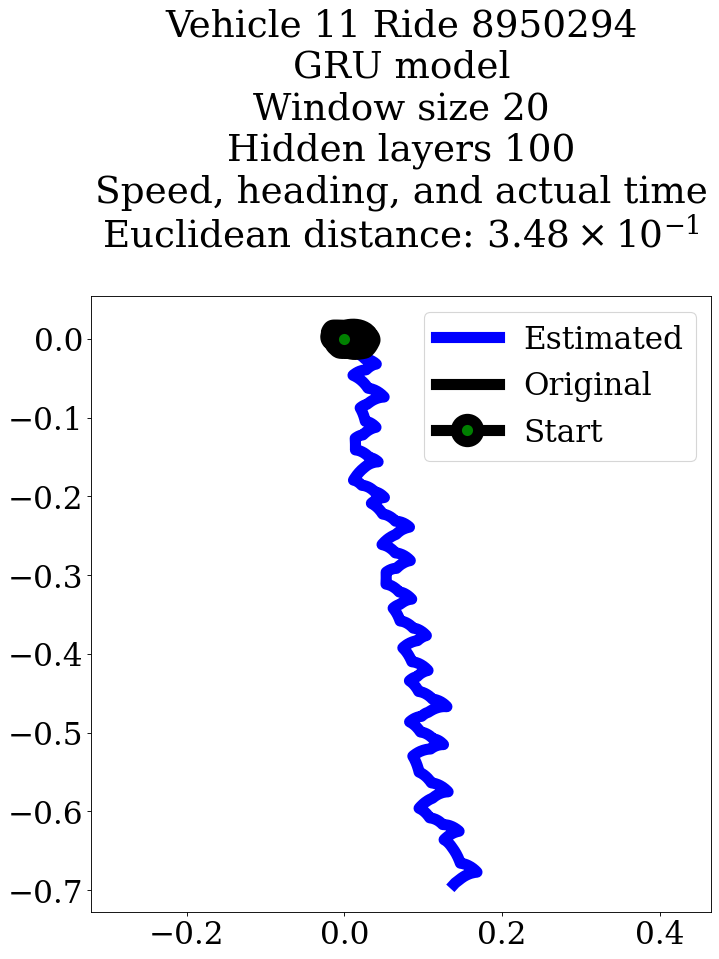 Vehicle 11 Ride 8950294
GRU model
Window size 20
Hidden layers 100
Speed, heading, and actual time
Euclidean distance: 3.48 × 10⁻¹
Estimated
Original
Start
0.0
−0.1
−0.2
−0.3
−0.4
−0.5
−0.6
−0.7
−0.2 0.0 0.2 0.4